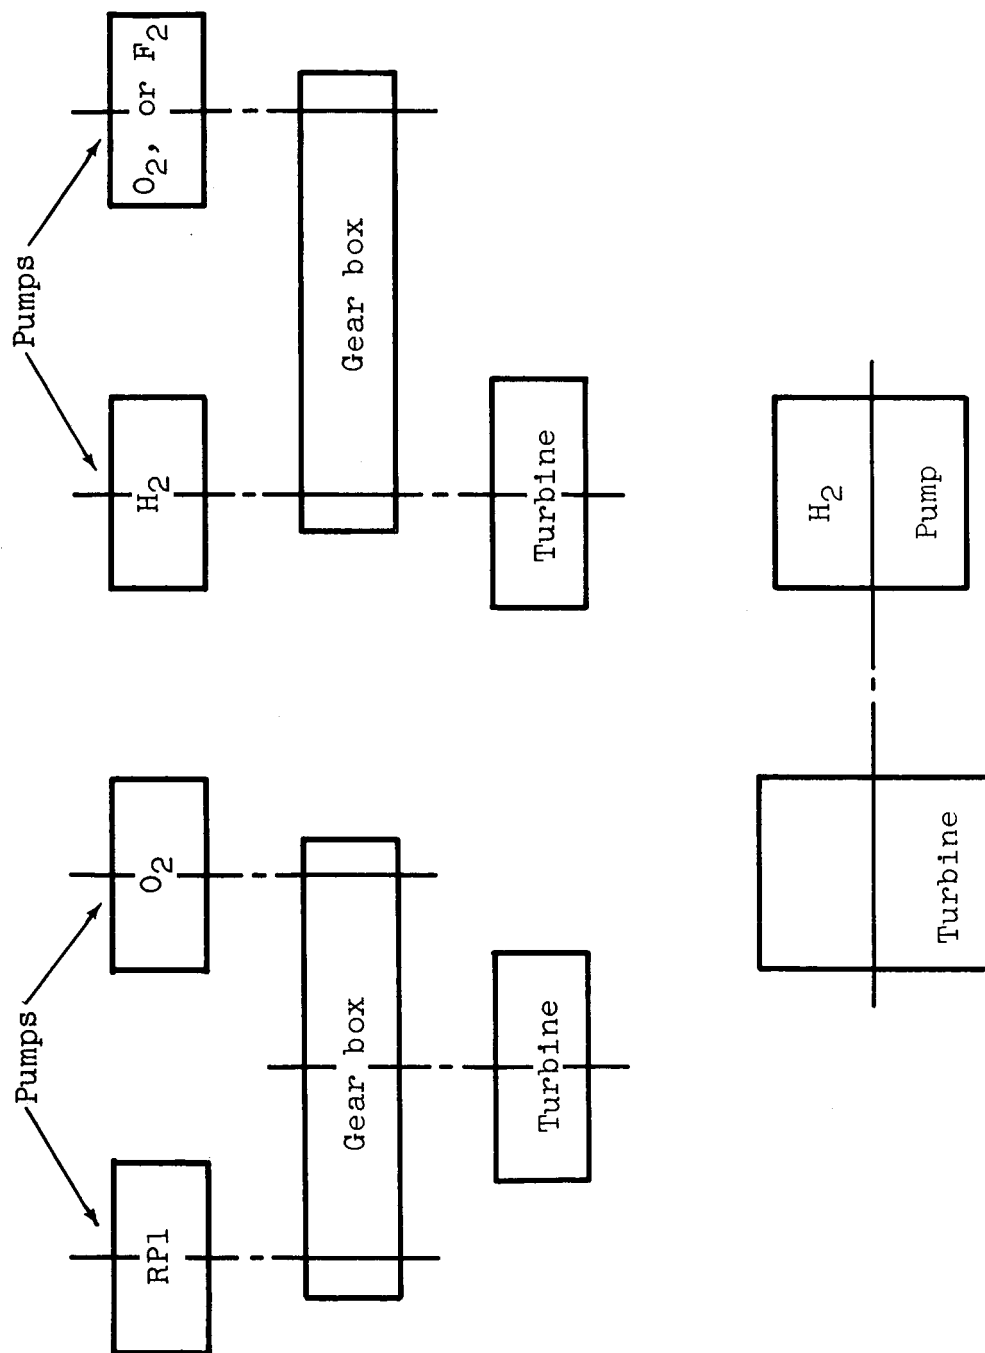 Pumps
RP1
O2
Gear box
Turbine
Pumps
H2
O2, or F2
Gear box
Turbine
Turbine
H2
Pump